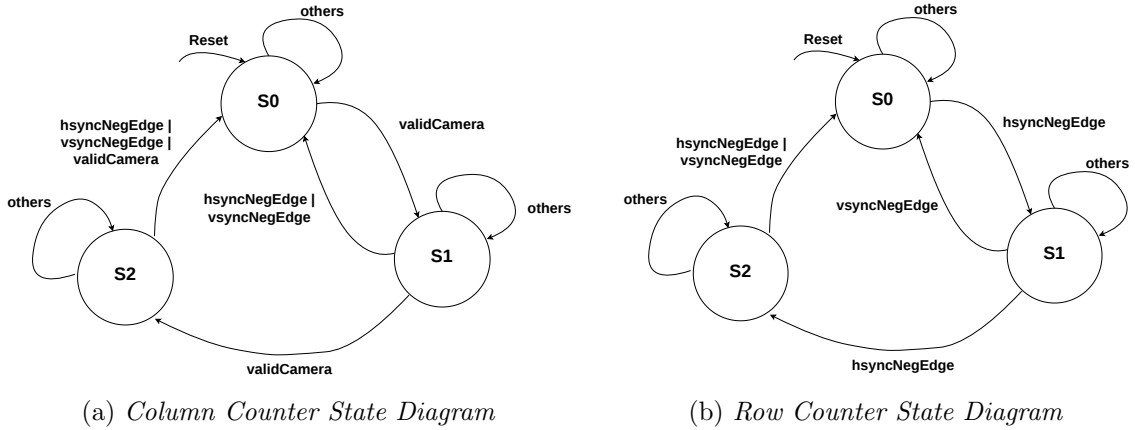 others
Reset
S0
hsyncNegEdge |
vsyncNegEdge |
validCamera
validCamera
hsyncNegEdge |
vsyncNegEdge
others
others
S2
S1
validCamera
(a) Column Counter State Diagram
others
Reset
S0
hsyncNegEdge
hsyncNegEdge |
vsyncNegEdge
others
vsyncNegEdge
others
S2
S1
hsyncNegEdge
(b) Row Counter State Diagram